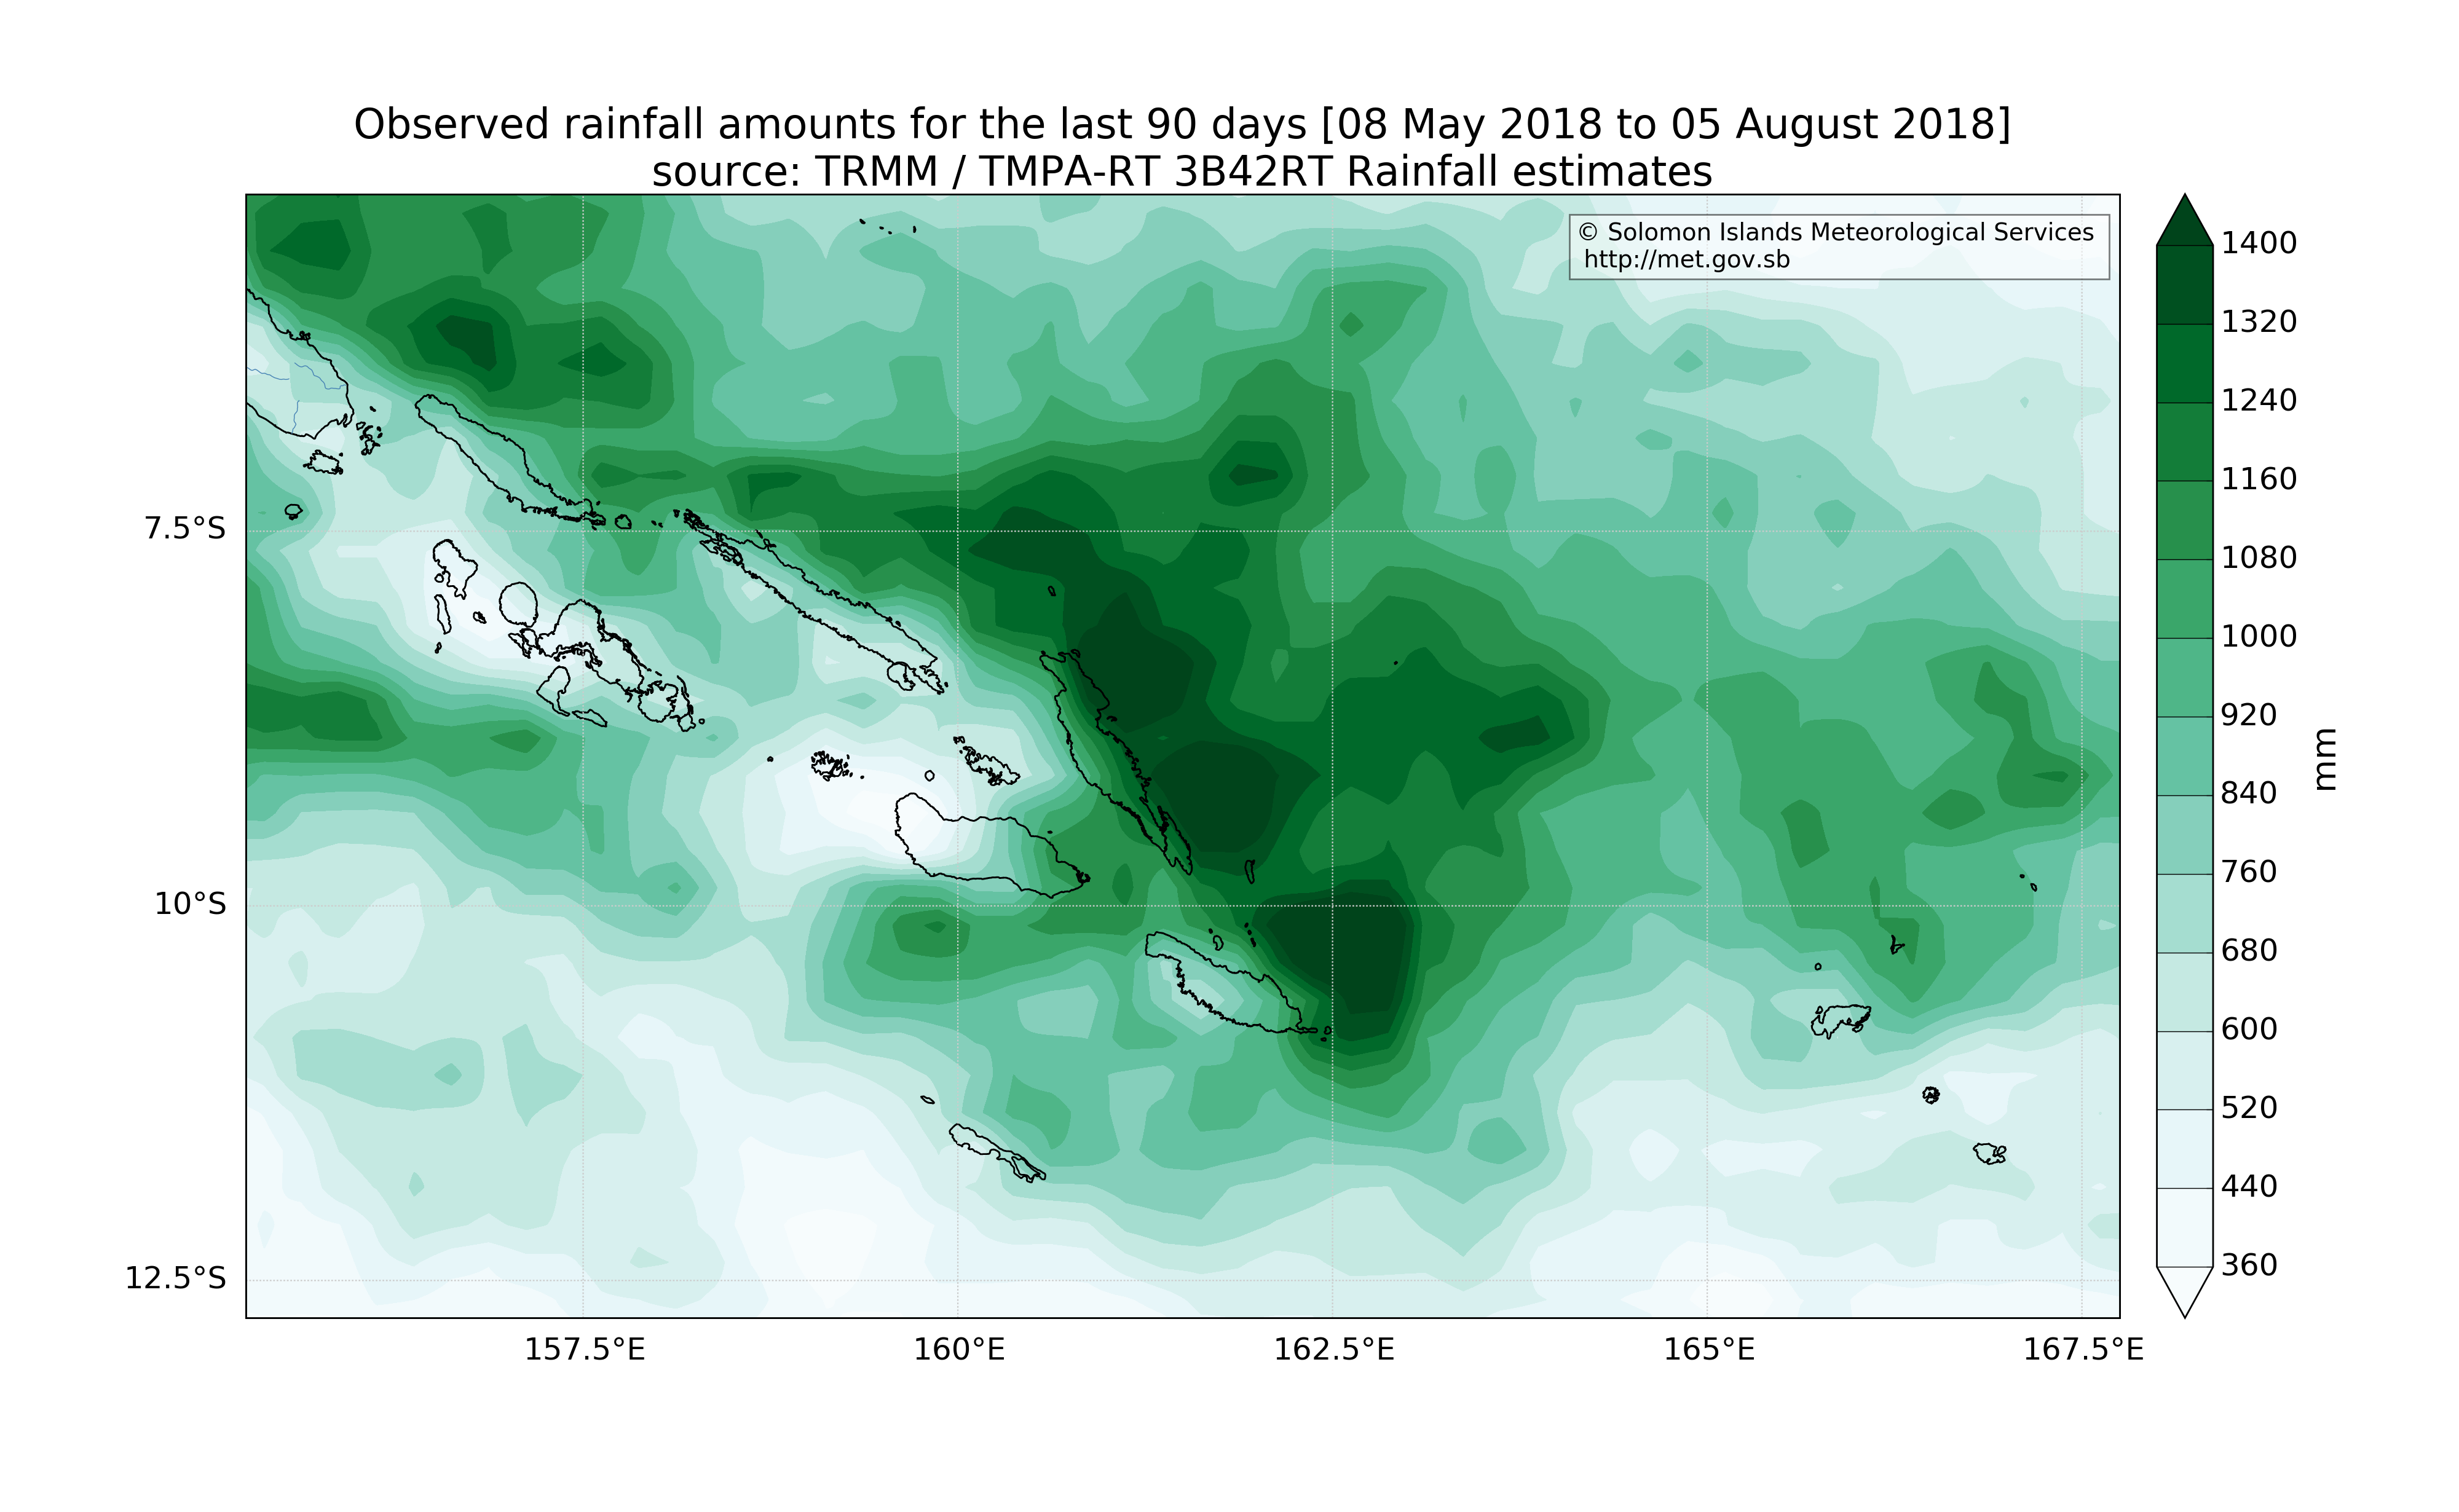 Observed rainfall amounts for the last 90 days [08 May 2018 to 05 August 2018]
source: TRMM / TMPA-RT 3B42RT Rainfall estimates
© Solomon Islands Meteorological Services
http://met.gov.sb
7.5°S
10°S
12.5°S
157.5°E
160°E
162.5°E
165°E
167.5°E
1400
1320
1240
1160
1080
1000
920
840
760
680
600
520
440
360
mm